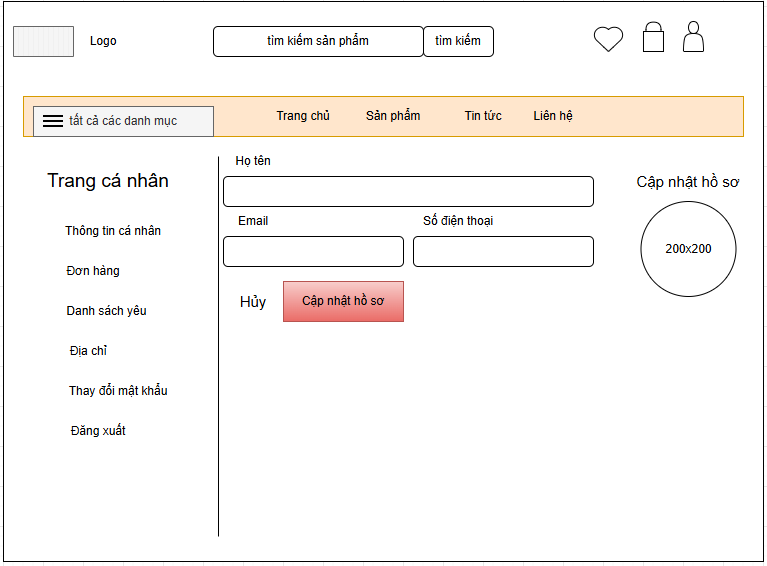 Logo
tìm kiếm sản phẩm
tìm kiếm
tất cả các danh mục
Trang chủ
Sản phẩm
Tin tức
Liên hệ
Trang cá nhân
Thông tin cá nhân
Đơn hàng
Danh sách yêu
Địa chỉ
Thay đổi mật khẩu
Đăng xuất
Họ tên
Email
Số điện thoại
Hủy
Cập nhật hồ sơ
Cập nhật hồ sơ
200x200